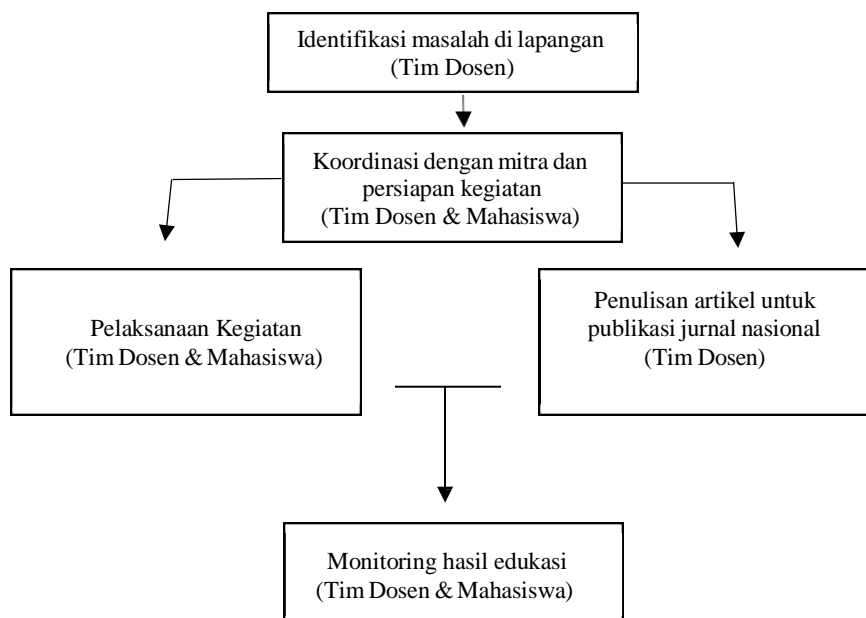 Identifikasi masalah di lapangan
(Tim Dosen)
Koordinasi dengan mitra dan
persiapan kegiatan
(Tim Dosen & Mahasiswa)
Pelaksanaan Kegiatan
(Tim Dosen & Mahasiswa)
Penulisan artikel untuk
publikasi jurnal nasional
(Tim Dosen)
Monitoring hasil edukasi
(Tim Dosen & Mahasiswa)